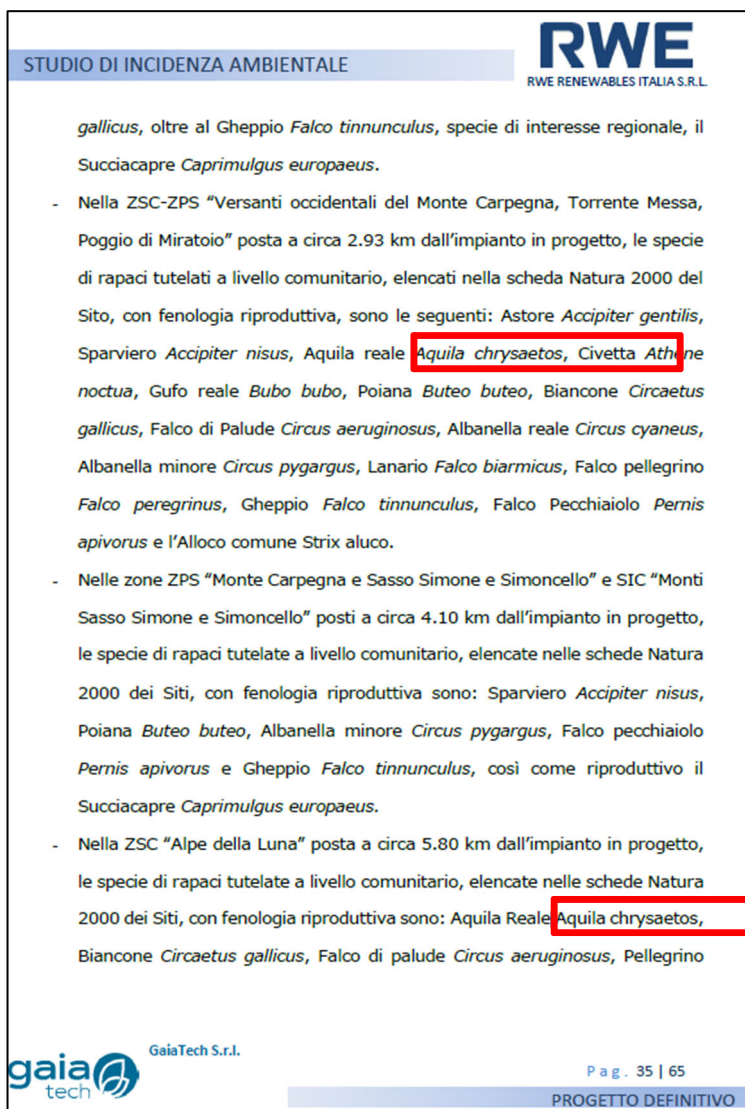 STUDIO DI INCIDENZA AMBIENTALE
RWE
RWE RENEWABLES ITALIA S.R.L.
gallicus, oltre al Gheppio Falco tinnunculus, specie di interesse regionale, il
Succiacapre Caprimulgus europaeus.
- Nella ZSC-ZPS “Versanti occidentali del Monte Carpegna, Torrente Messa,
Poggio di Miratoio” posta a circa 2.93 km dall’impianto in progetto, le specie
di rapaci tutelati a livello comunitario, elencati nella scheda Natura 2000 del
Sito, con fenologia riproduttiva, sono le seguenti: Astore Accipiter gentilis,
Sparviero Accipiter nisus, Aquila reale Aquila chrysaetos, Civetta Athene
noctua, Gufo reale Bubo bubo, Poiana Buteo buteo, Biancone Circaetus
gallicus, Falco di Palude Circus aeruginosus, Albanella reale Circus cyaneus,
Albanella minore Circus pygargus, Lanario Falco biarmicus, Falco pellegrino
Falco peregrinus, Gheppio Falco tinnunculus, Falco Pecchiaiolo Pernis
apivorus e l’Alloco comune Strix aluco.
- Nelle zone ZPS “Monte Carpegna e Sasso Simone e Simoncello” e SIC “Monti
Sasso Simone e Simoncello” posti a circa 4.10 km dall’impianto in progetto,
le specie di rapaci tutelate a livello comunitario, elencate nelle schede Natura
2000 dei Siti, con fenologia riproduttiva sono: Sparviero Accipiter nisus,
Poiana Buteo buteo, Albanella minore Circus pygargus, Falco pecchiaiolo
Pernis apivorus e Gheppio Falco tinnunculus, così come riproduttivo il
Succiacapre Caprimulgus europaeus.
- Nella ZSC “Alpe della Luna” posta a circa 5.80 km dall’impianto in progetto,
le specie di rapaci tutelate a livello comunitario, elencate nelle schede Natura
2000 dei Siti, con fenologia riproduttiva sono: Aquila Reale Aquila chrysaetos,
Biancone Circaetus gallicus, Falco di palude Circus aeruginosus, Pellegrino
GaiaTech S.r.l.
gaia
tech
Pag. 35 | 65
PROGETTO DEFINITIVO